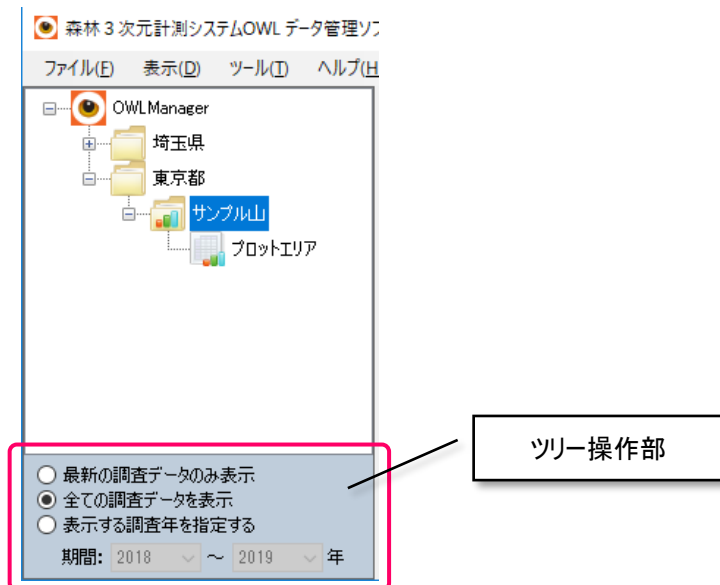 森林３次元計測システムOWL データ管理ソフ
ファイル(F) 表示(D) ツール(T) ヘルプ(H
OWLManager
埼玉県
東京都
サンプル山
プロットエリア
ツリー操作部
最新の調査データのみ表示
全ての調査データを表示
表示する調査年を指定する
期間: 2018 ～ 2019 年